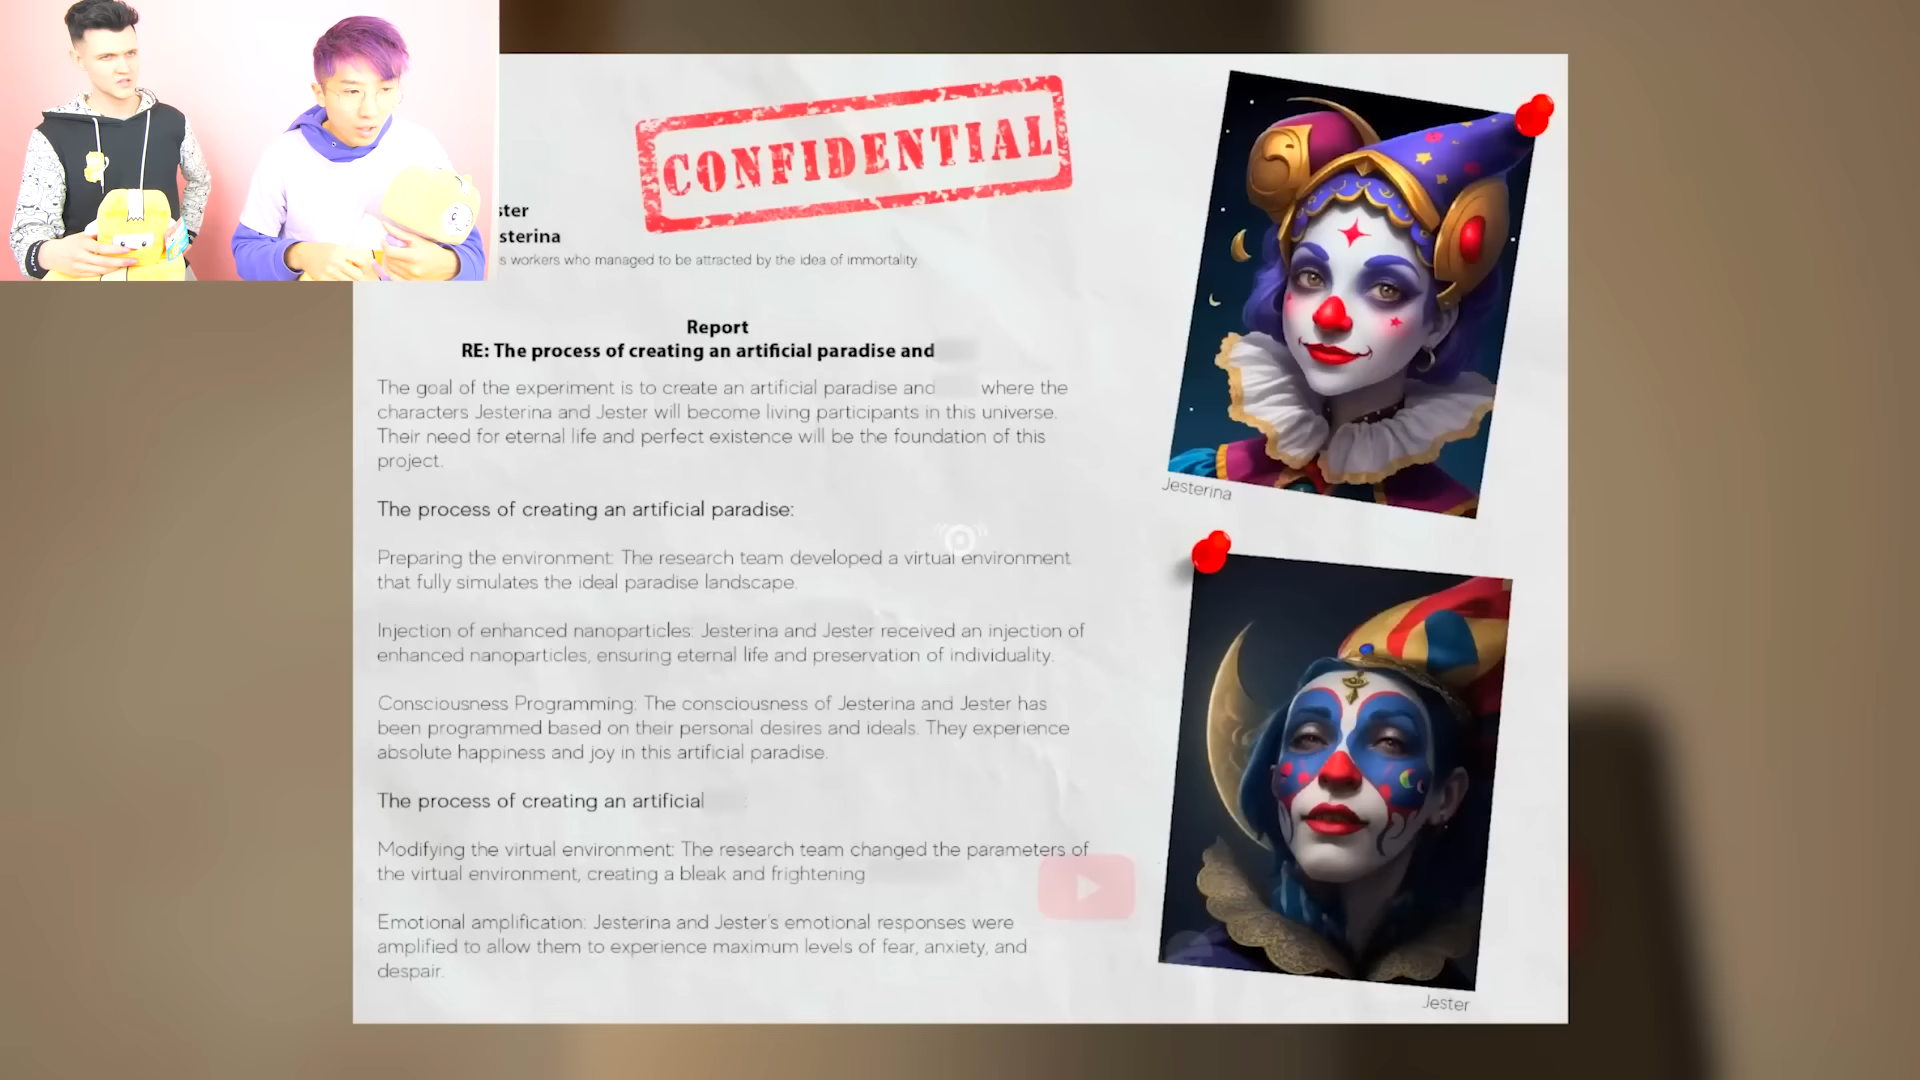 CONFIDENTIAL
ster
sterina
s workers who managed to be attracted by the idea of immortality.
Report
RE: The process of creating an artificial paradise and
The goal of the experiment is to create an artificial paradise and where the
characters Jesterina and Jester will become living participants in this universe.
Their need for eternal life and perfect existence will be the foundation of this
project.
The process of creating an artificial paradise:
Preparing the environment: The research team developed a virtual environment
that fully simulates the ideal paradise landscape.
Injection of enhanced nanoparticles: Jesterina and Jester received an injection of
enhanced nanoparticles, ensuring eternal life and preservation of individuality.
Consciousness Programming: The consciousness of Jesterina and Jester has
been programmed based on their personal desires and ideals. They experience
absolute happiness and joy in this artificial paradise.
The process of creating an artificial
Modifying the virtual environment: The research team changed the parameters of
the virtual environment, creating a bleak and frightening
Emotional amplification: Jesterina and Jester's emotional responses were
amplified to allow them to experience maximum levels of fear, anxiety, and
despair.
Jesterina
Jester